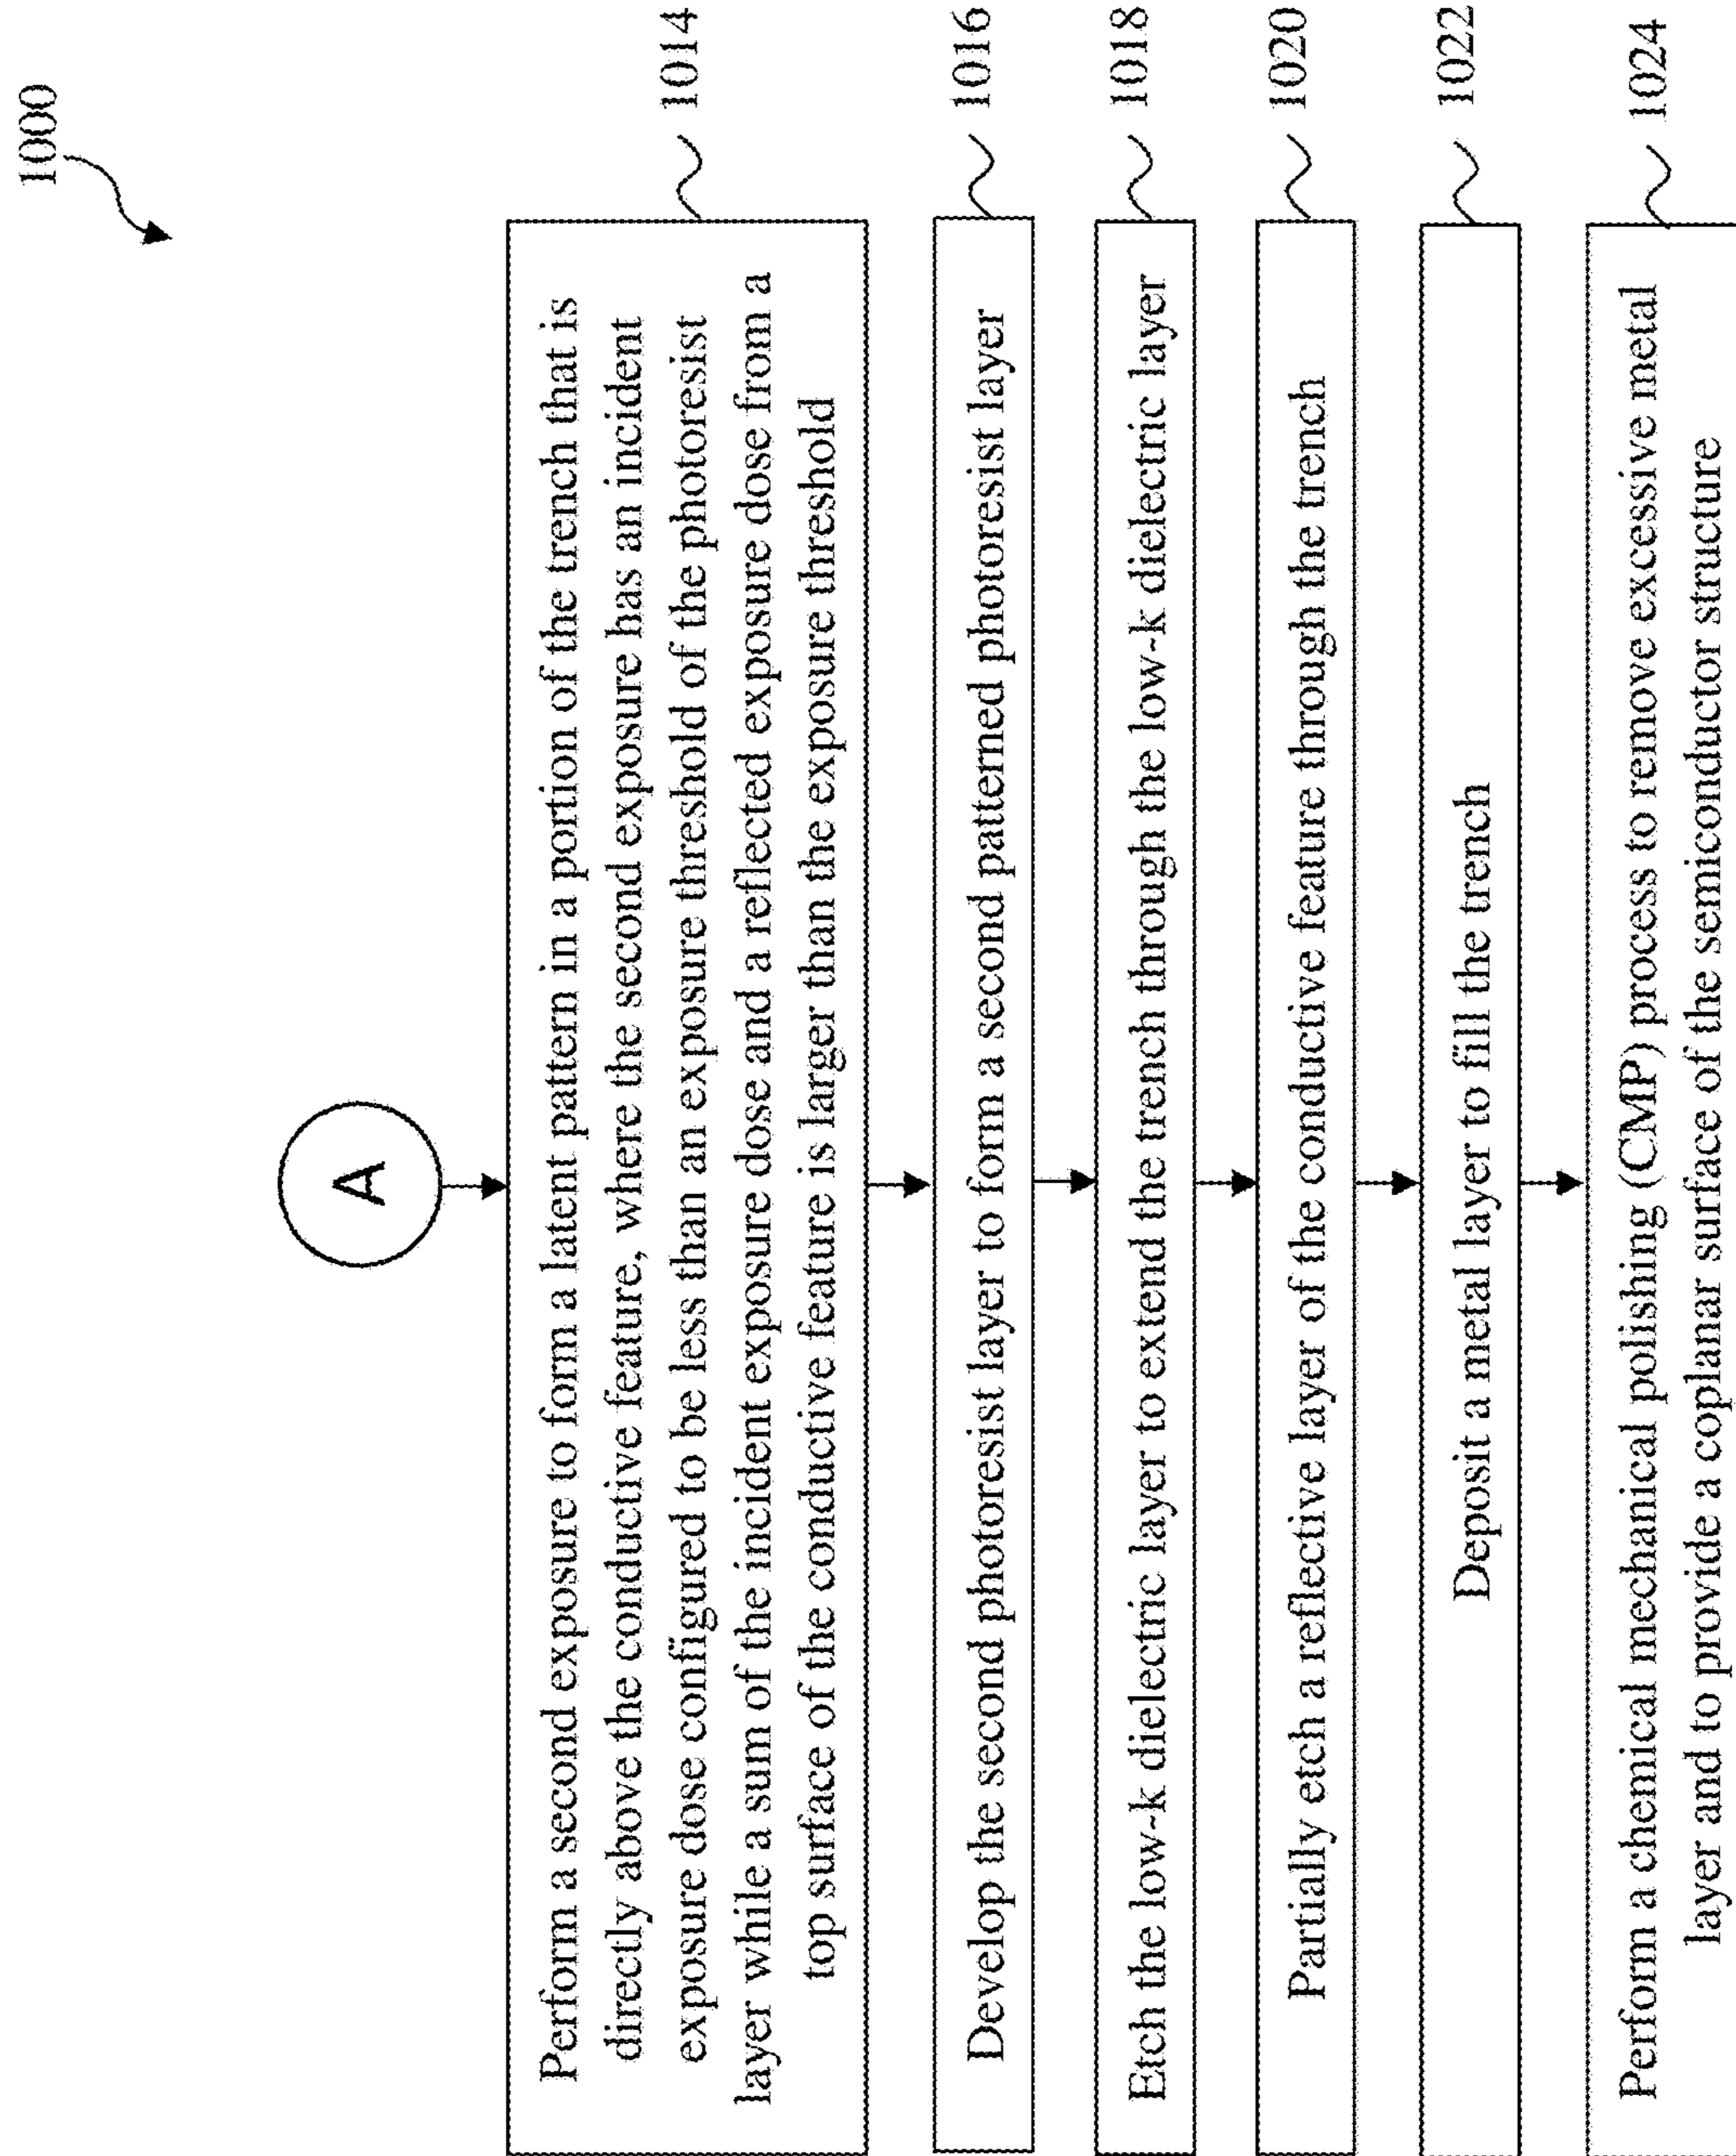 1000
A
Perform a second exposure to form a latent pattern in a portion of the trench that is
directly above the conductive feature, where the second exposure has an incident
exposure dose configured to be less than an exposure threshold of the photoresist
layer while a sum of the incident exposure dose and a reflected exposure dose from a
top surface of the conductive feature is larger than the exposure threshold
1014
Develop the second photoresist layer to form a second patterned photoresist layer
1016
Etch the low-k dielectric layer to extend the trench through the low-k dielectric layer
1018
Partially etch a reflective layer of the conductive feature through the trench
1020
Deposit a metal layer to fill the trench
1022
Perform a chemical mechanical polishing (CMP) process to remove excessive metal
layer and to provide a coplanar surface of the semiconductor structure
1024